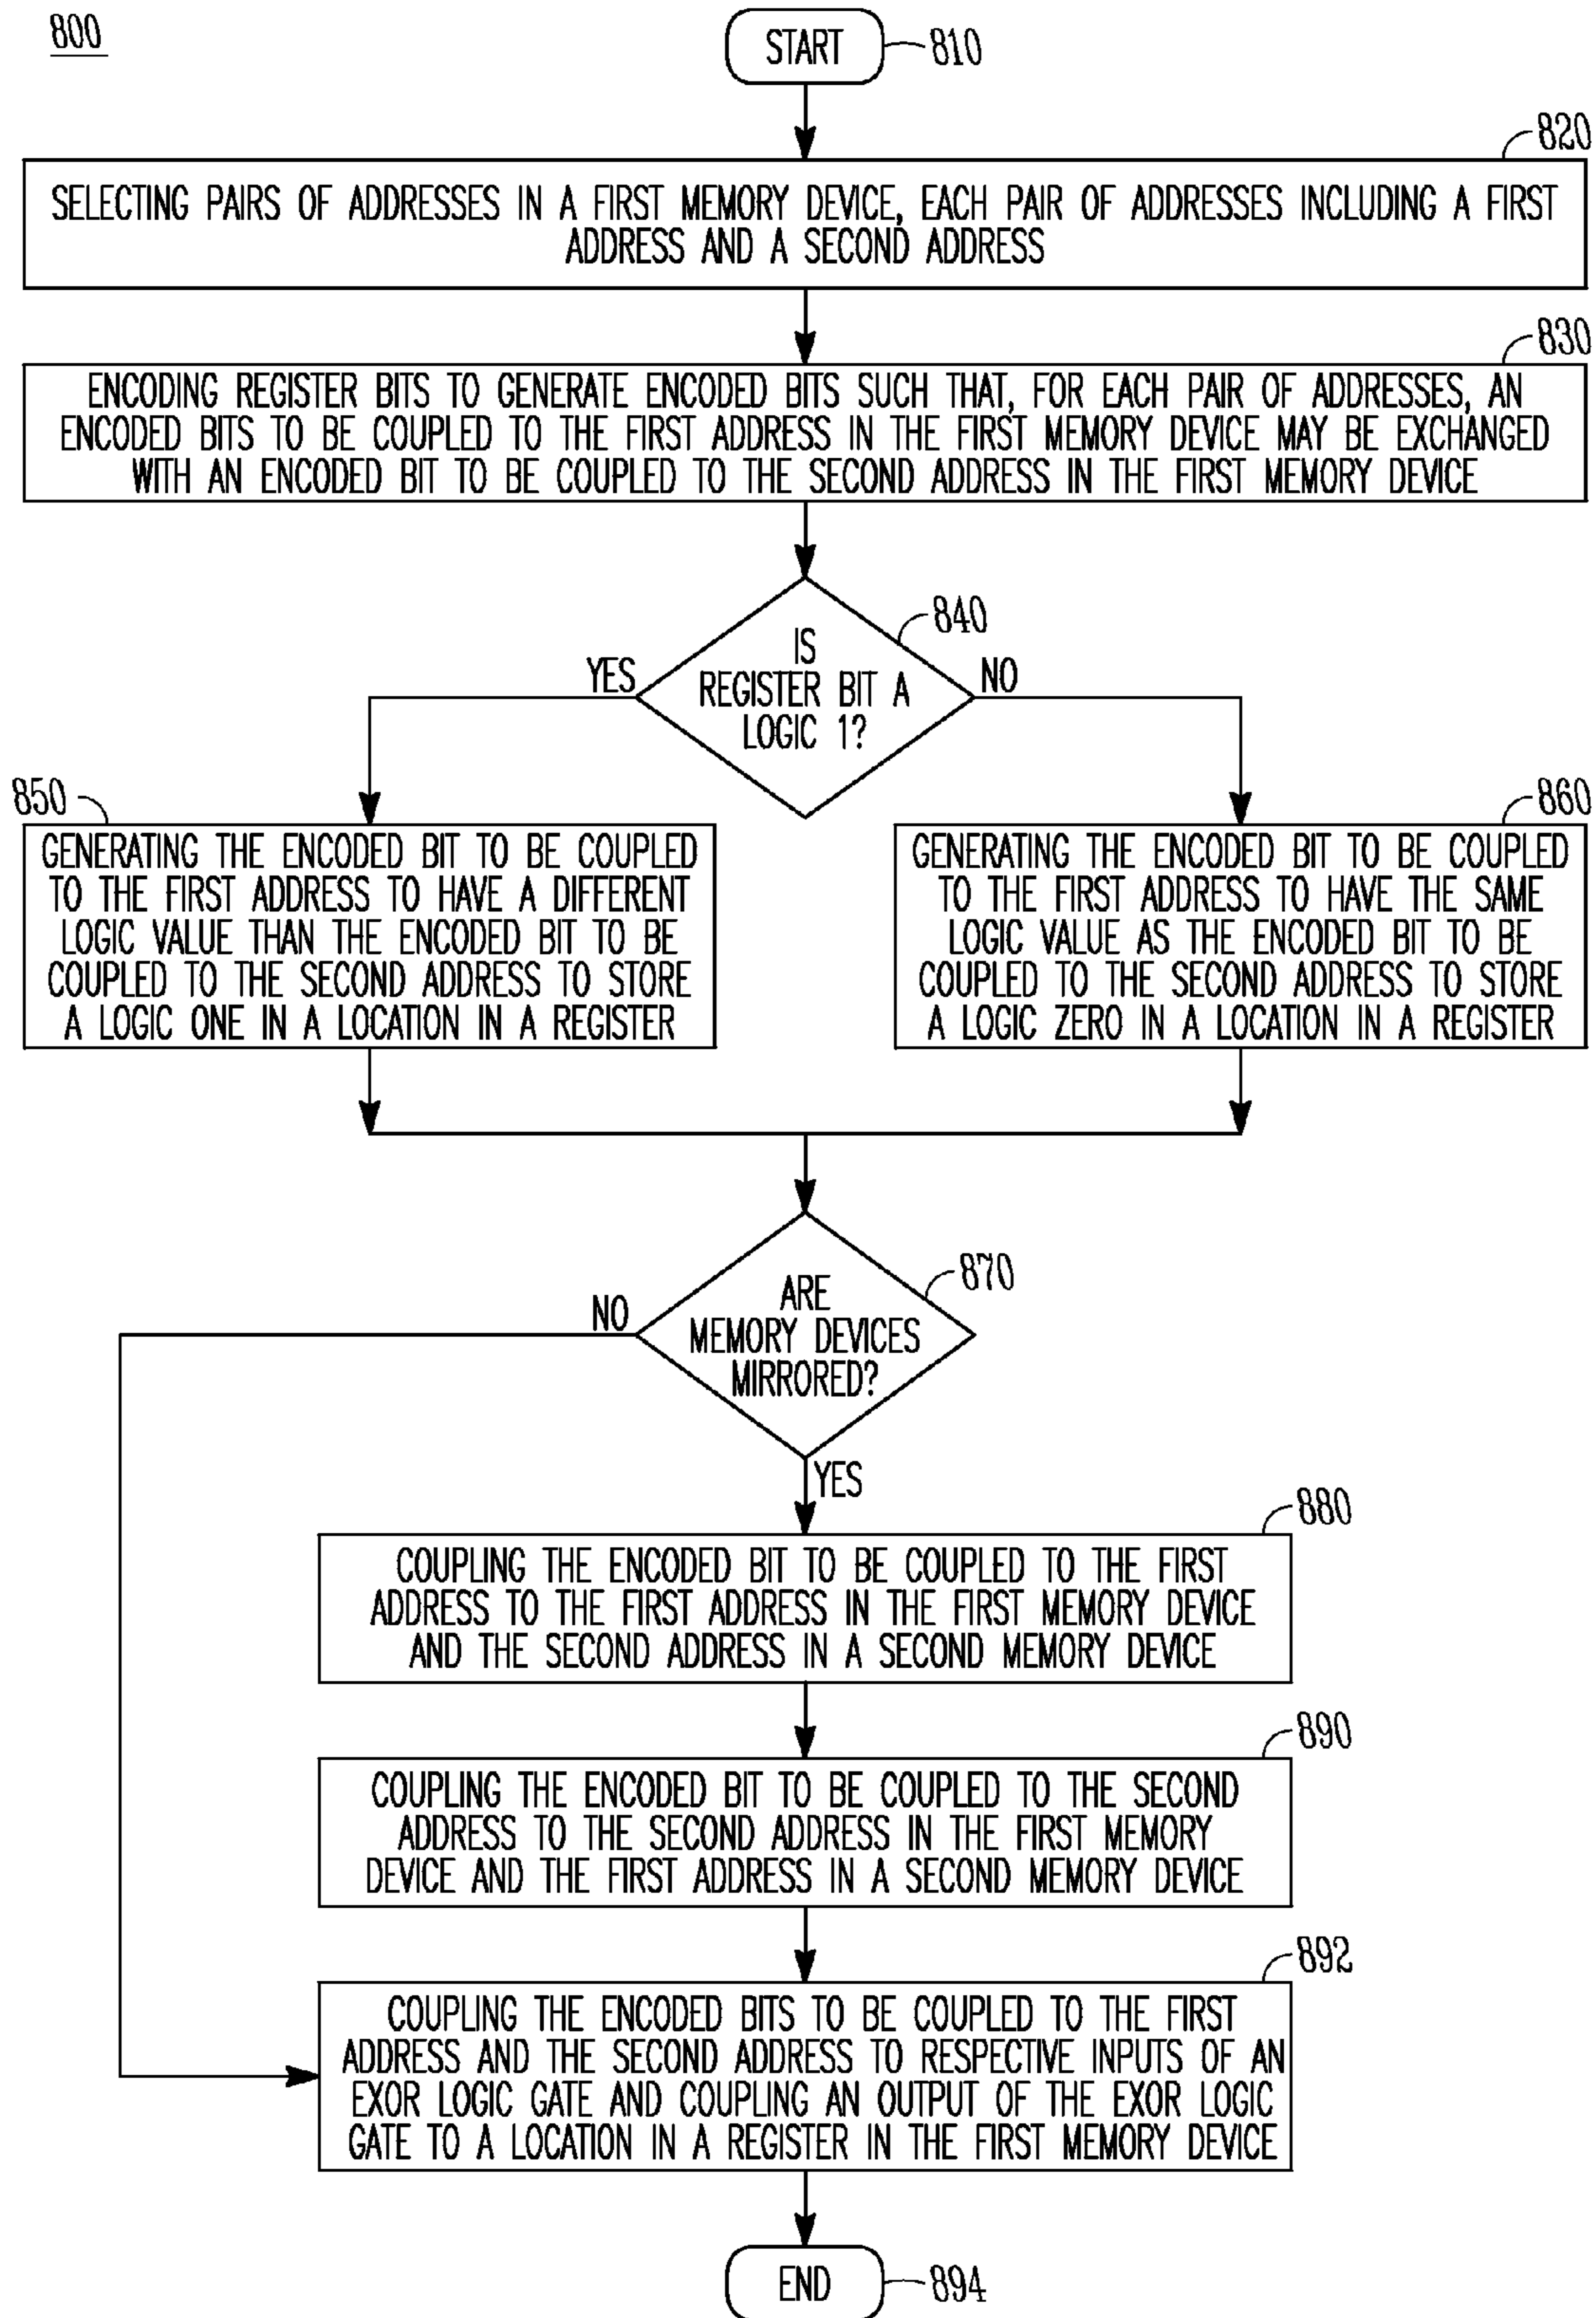 800
START
810
820
SELECTING PAIRS OF ADDRESSES IN A FIRST MEMORY DEVICE, EACH PAIR OF ADDRESSES INCLUDING A FIRST
ADDRESS AND A SECOND ADDRESS
830
ENCODING REGISTER BITS TO GENERATE ENCODED BITS SUCH THAT, FOR EACH PAIR OF ADDRESSES, AN
ENCODED BITS TO BE COUPLED TO THE FIRST ADDRESS IN THE FIRST MEMORY DEVICE MAY BE EXCHANGED
WITH AN ENCODED BIT TO BE COUPLED TO THE SECOND ADDRESS IN THE FIRST MEMORY DEVICE
840
IS
REGISTER BIT A
LOGIC 1?
YES
NO
850
GENERATING THE ENCODED BIT TO BE COUPLED
TO THE FIRST ADDRESS TO HAVE A DIFFERENT
LOGIC VALUE THAN THE ENCODED BIT TO BE
COUPLED TO THE SECOND ADDRESS TO STORE
A LOGIC ONE IN A LOCATION IN A REGISTER
860
GENERATING THE ENCODED BIT TO BE COUPLED
TO THE FIRST ADDRESS TO HAVE THE SAME
LOGIC VALUE AS THE ENCODED BIT TO BE
COUPLED TO THE SECOND ADDRESS TO STORE
A LOGIC ZERO IN A LOCATION IN A REGISTER
870
ARE
MEMORY DEVICES
MIRRORED?
NO
YES
880
COUPLING THE ENCODED BIT TO BE COUPLED TO THE FIRST
ADDRESS TO THE FIRST ADDRESS IN THE FIRST MEMORY DEVICE
AND THE SECOND ADDRESS IN A SECOND MEMORY DEVICE
890
COUPLING THE ENCODED BIT TO BE COUPLED TO THE SECOND
ADDRESS TO THE SECOND ADDRESS IN THE FIRST MEMORY
DEVICE AND THE FIRST ADDRESS IN A SECOND MEMORY DEVICE
892
COUPLING THE ENCODED BITS TO BE COUPLED TO THE FIRST
ADDRESS AND THE SECOND ADDRESS TO RESPECTIVE INPUTS OF AN
EXOR LOGIC GATE AND COUPLING AN OUTPUT OF THE EXOR LOGIC
GATE TO A LOCATION IN A REGISTER IN THE FIRST MEMORY DEVICE
END
894